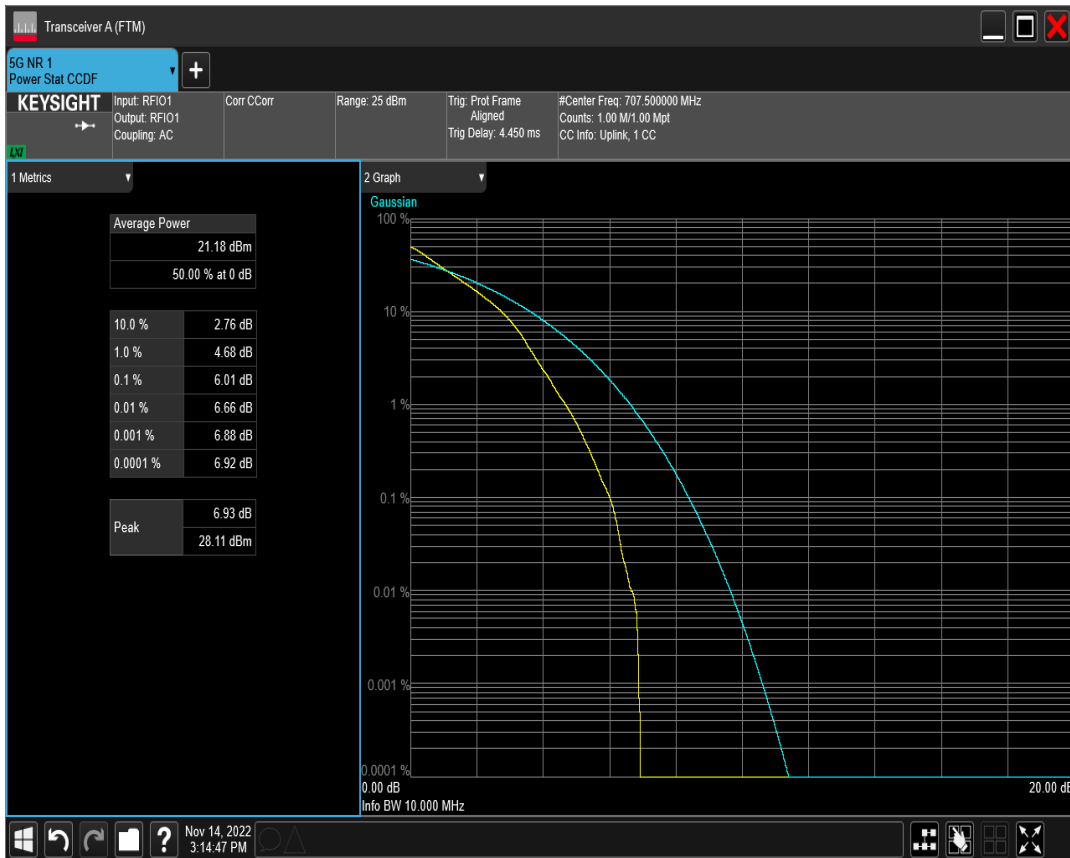 Transceiver A (FTM)
5G NR 1
Power Stat CCDF
+
KEYSIGHT
LXI
Input: RFIO1
Output: RFIO1
Coupling: AC
Corr CCorr
Range: 25 dBm
Trig: Prot Frame
Aligned
Trig Delay: 4.450 ms
#Center Freq: 707.500000 MHz
Counts: 1.00 M/1.00 Mpt
CC Info: Uplink, 1 CC
1 Metrics
Average Power
21.18 dBm
50.00 % at 0 dB
10.0 % 2.76 dB
1.0 % 4.68 dB
0.1 % 6.01 dB
0.01 % 6.66 dB
0.001 % 6.88 dB
0.0001 % 6.92 dB
Peak 6.93 dB
28.11 dBm
2 Graph
Gaussian
100 %
10 %
1 %
0.1 %
0.01 %
0.001 %
0.0001 %
0.00 dB 20.00 dB
Info BW 10.000 MHz
?
Nov 14, 2022
3:14:47 PM